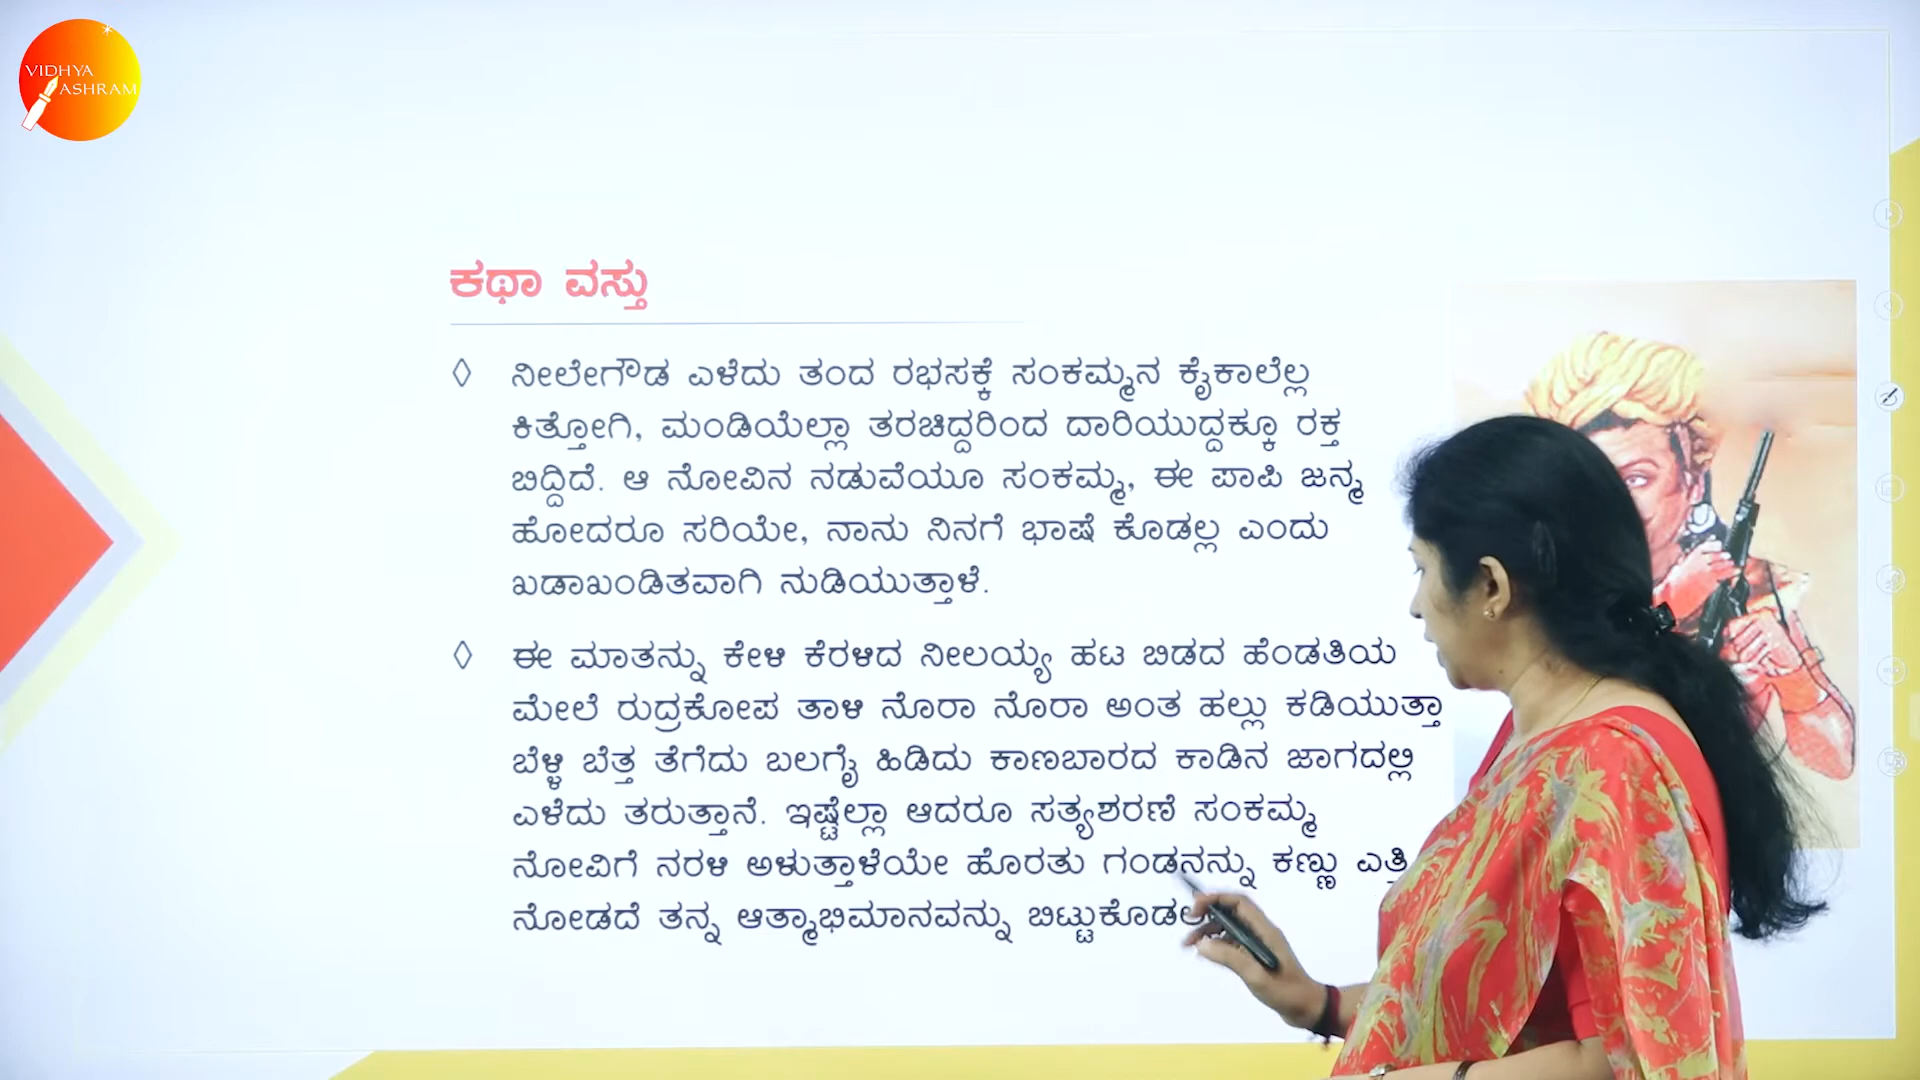 VIDHYA
ASHRAM
ಕಥಾ ವಸ್ತು
◊ ನೀಲೇಗೌಡ ಎಳೆದು ತಂದ ರಭಸಕ್ಕೆ ಸಂಕಮ್ಮನ ಕೈಕಾಲೆಲ್ಲ
ಕಿತ್ತೋಗಿ, ಮಂಡಿಯೆಲ್ಲಾ ತರಚಿದ್ದರಿಂದ ದಾರಿಯುದ್ದಕ್ಕೂ ರಕ್ತ
ಬಿದ್ದಿದೆ. ಆ ನೋವಿನ ನಡುವೆಯೂ ಸಂಕಮ್ಮ, ಈ ಪಾಪಿ ಜನ್ಮ
ಹೋದರೂ ಸರಿಯೇ, ನಾನು ನಿನಗೆ ಭಾಷೆ ಕೊಡಲ್ಲ ಎಂದು
ಖಡಾಖಂಡಿತವಾಗಿ ನುಡಿಯುತ್ತಾಳೆ.
◊ ಈ ಮಾತನ್ನು ಕೇಳಿ ಕೆರಳಿದ ನೀಲಯ್ಯ ಹಟ ಬಿಡದ ಹೆಂಡತಿಯ
ಮೇಲೆ ರುದ್ರಕೋಪ ತಾಳಿ ನೊರಾ ನೊರಾ ಅಂತ ಹಲ್ಲು ಕಡಿಯುತ್ತಾ
ಬೆಳ್ಳಿ ಬೆತ್ತ ತೆಗೆದು ಬಲಗೈ ಹಿಡಿದು ಕಾಣಬಾರದ ಕಾಡಿನ ಜಾಗದಲ್ಲಿ
ಎಳೆದು ತರುತ್ತಾನೆ. ಇಷ್ಟೆಲ್ಲಾ ಆದರೂ ಸತ್ಯಶರಣೆ ಸಂಕಮ್ಮ
ನೋವಿಗೆ ನರಳಿ ಅಳುತ್ತಾಳೆಯೇ ಹೊರತು ಗಂಡನನ್ನು ಕಣ್ಣು ಎತ್ತಿ
ನೋಡದೆ ತನ್ನ ಆತ್ಮಾಭಿಮಾನವನ್ನು